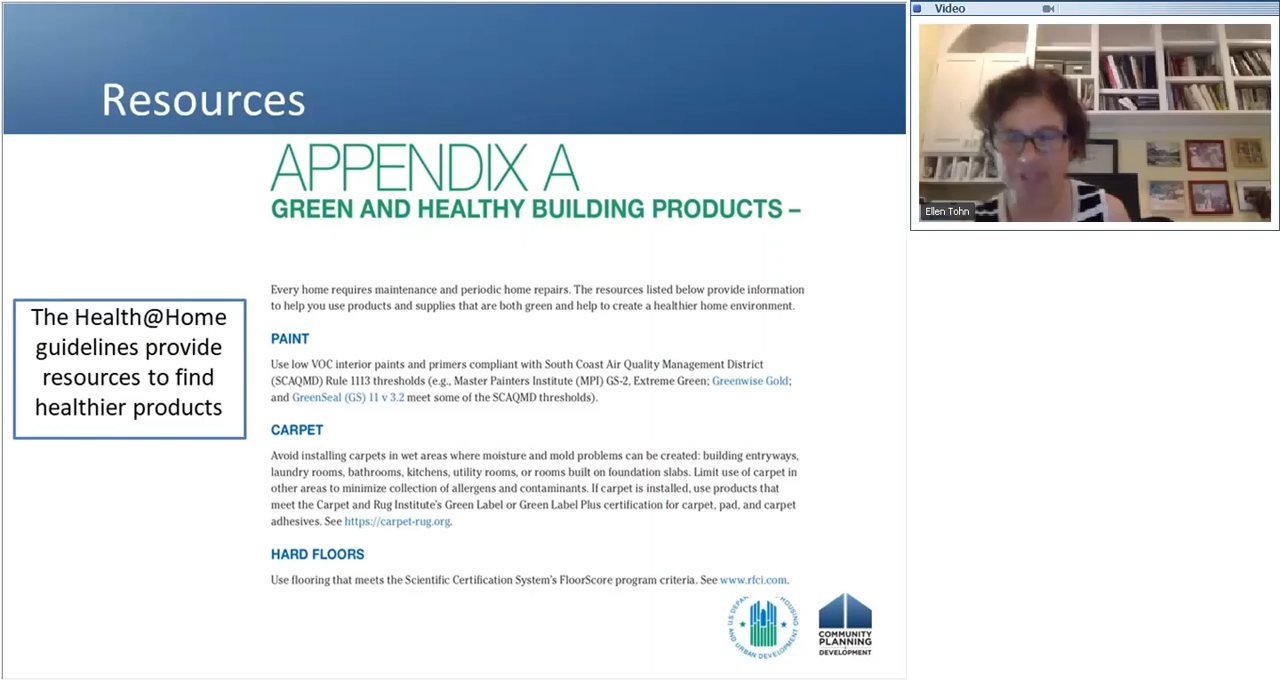 Resources
APPENDIX A
GREEN AND HEALTHY BUILDING PRODUCTS –
Every home requires maintenance and periodic home repairs. The resources listed below provide information
to help you use products and supplies that are both green and help to create a healthier home environment.
The Health@Home
guidelines provide
resources to find
healthier products
PAINT
Use low VOC interior paints and primers compliant with South Coast Air Quality Management District
(SCAQMD) Rule 1113 thresholds (e.g., Master Painters Institute (MPI) GS-2, Extreme Green; Greenwise Gold;
and GreenSeal (GS) 11 v 3.2 meet some of the SCAQMD thresholds).
CARPET
Avoid installing carpets in wet areas where moisture and mold problems can be created: building entryways,
laundry rooms, bathrooms, kitchens, utility rooms, or rooms built on foundation slabs. Limit use of carpet in
other areas to minimize collection of allergens and contaminants. If carpet is installed, use products that
meet the Carpet and Rug Institute's Green Label or Green Label Plus certification for carpet, pad, and carpet
adhesives. See https://carpet-rug.org.
HARD FLOORS
Use flooring that meets the Scientific Certification System's FloorScore program criteria. See www.rfci.com.
AND URBAN DEVELOPMENT
COMMUNITY
PLANNING
DEVELOPMENT
Video
Ellen Tohn